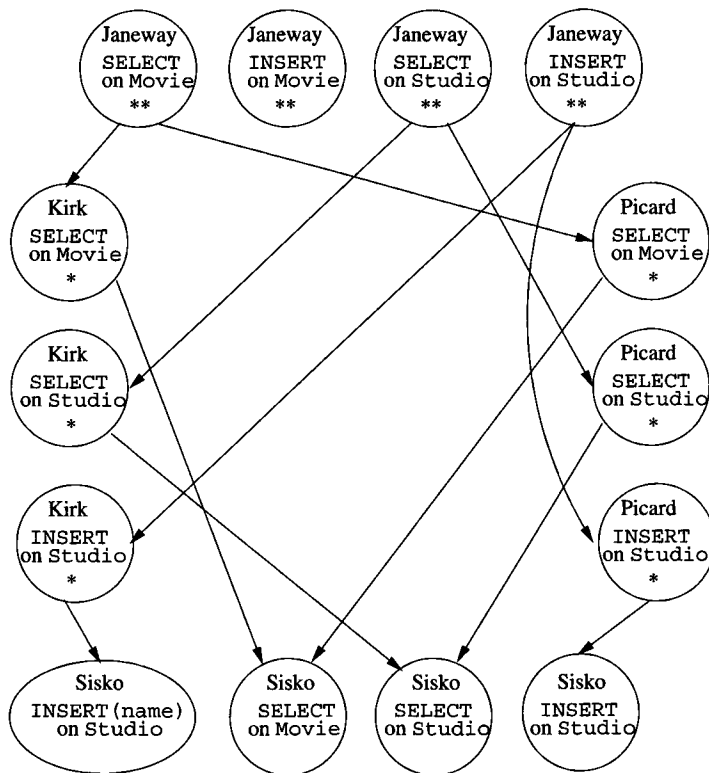 Janeway
SELECT
on Movie
**
Janeway
INSERT
on Movie
**
Janeway
SELECT
on Studio
**
Janeway
INSERT
on Studio
**
Kirk
SELECT
on Movie
*
Picard
SELECT
on Movie
*
Kirk
SELECT
on Studio
*
Picard
SELECT
on Studio
*
Kirk
INSERT
on Studio
*
Picard
INSERT
on Studio
*
Sisko
INSERT(name)
on Studio
Sisko
SELECT
on Movie
Sisko
SELECT
on Studio
Sisko
INSERT
on Studio